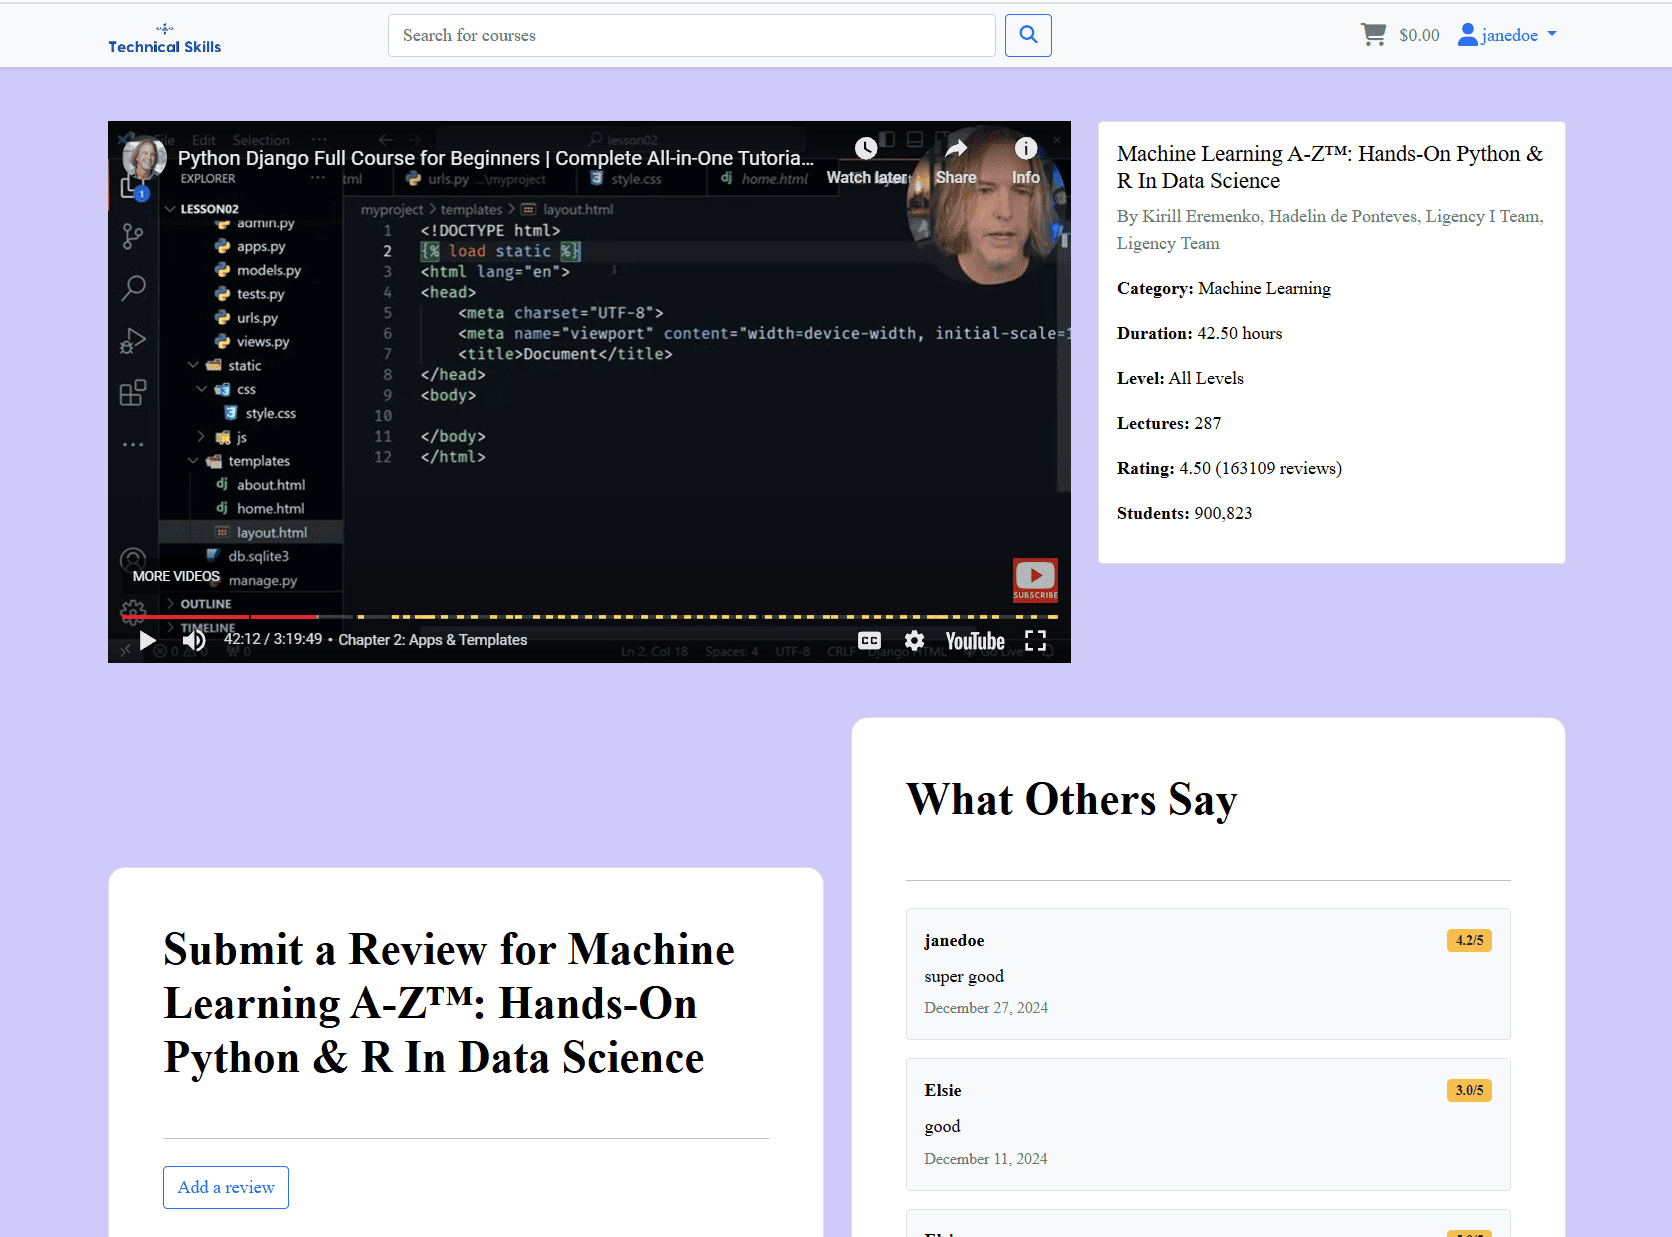 Technical Skills
Search for courses
$0.00
janedoe
File Edit Selection ···
lesson02
Python Django Full Course for Beginners | Complete All-in-One Tutoria...
Watch later
Share
Info
EXPLORER ···
urls.py ...\myproject
style.css
home.html
LESSON02
admin.py
apps.py
models.py
tests.py
urls.py
views.py
static
css
style.css
js
templates
about.html
home.html
layout.html
db.sqlite3
manage.py
OUTLINE
TIMELINE
1
myproject > templates > layout.html
1 <!DOCTYPE html>
2 {% load static %}
3 <html lang="en">
4 <head>
5 <meta charset="UTF-8">
6 <meta name="viewport" content="width=device-width, initial-scale=1
7 <title>Document</title>
8 </head>
9 <body>
10
11 </body>
12 </html>
MORE VIDEOS
SUBSCRIBE
42:12 / 3:19:49 • Chapter 2: Apps & Templates
CC
YouTube
Ln 2, Col 18 Spaces: 4 UTF-8 CRLF Django HTML Go Live
Machine Learning A-Z™: Hands-On Python &
R In Data Science
By Kirill Eremenko, Hadelin de Ponteves, Ligency I Team,
Ligency Team
Category: Machine Learning
Duration: 42.50 hours
Level: All Levels
Lectures: 287
Rating: 4.50 (163109 reviews)
Students: 900,823
Submit a Review for Machine
Learning A-Z™: Hands-On
Python & R In Data Science
Add a review
What Others Say
janedoe
4.2/5
super good
December 27, 2024
Elsie
3.0/5
good
December 11, 2024